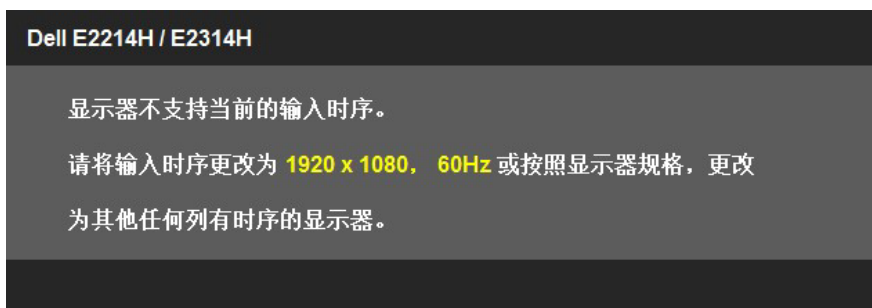 Dell E2214H / E2314H
显示器不支持当前的输入时序。
请将输入时序更改为 1920 x 1080， 60Hz 或按照显示器规格，更改
为其他任何列有时序的显示器。